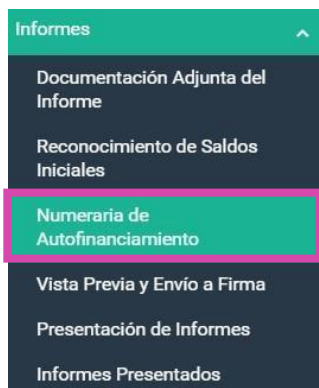 Informes
Documentación Adjunta del
Informe
Reconocimiento de Saldos
Iniciales
Numeraria de
Autofinanciamiento
Vista Previa y Envío a Firma
Presentación de Informes
Informes Presentados